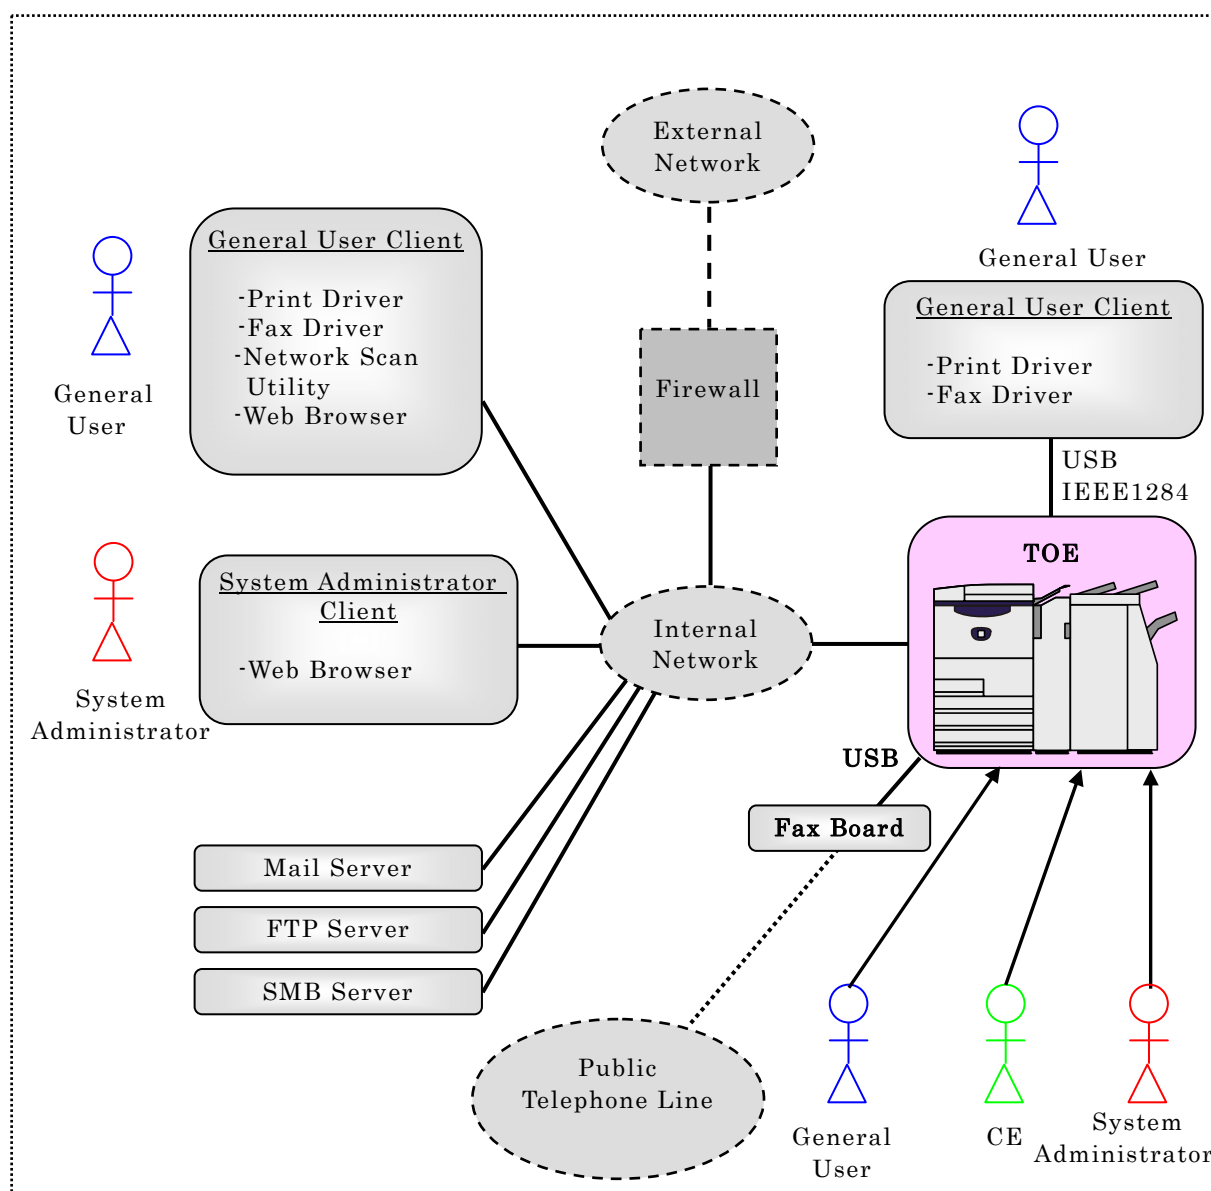 External
Network
General User
General User Client
-Print Driver
-Fax Driver
-Network Scan
Utility
-Web Browser
General
User
Firewall
General User Client
-Print Driver
-Fax Driver
USB
IEEE1284
TOE
System Administrator
Client
-Web Browser
System
Administrator
Internal
Network
USB
Fax Board
Mail Server
FTP Server
SMB Server
Public
Telephone Line
General
User
CE
System
Administrator